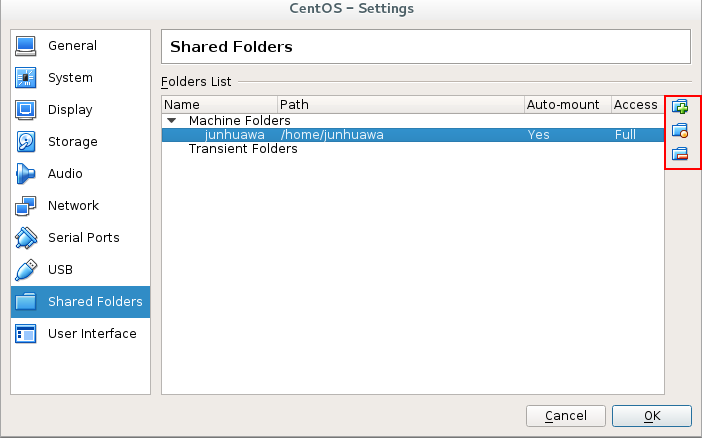 CentOS – Settings
General
System
Display
Storage
Audio
Network
Serial Ports
USB
Shared Folders
User Interface
Shared Folders
Folders List
Name Path Auto-mount Access
Machine Folders
junhuawa /home/junhuawa Yes Full
Transient Folders
Cancel OK